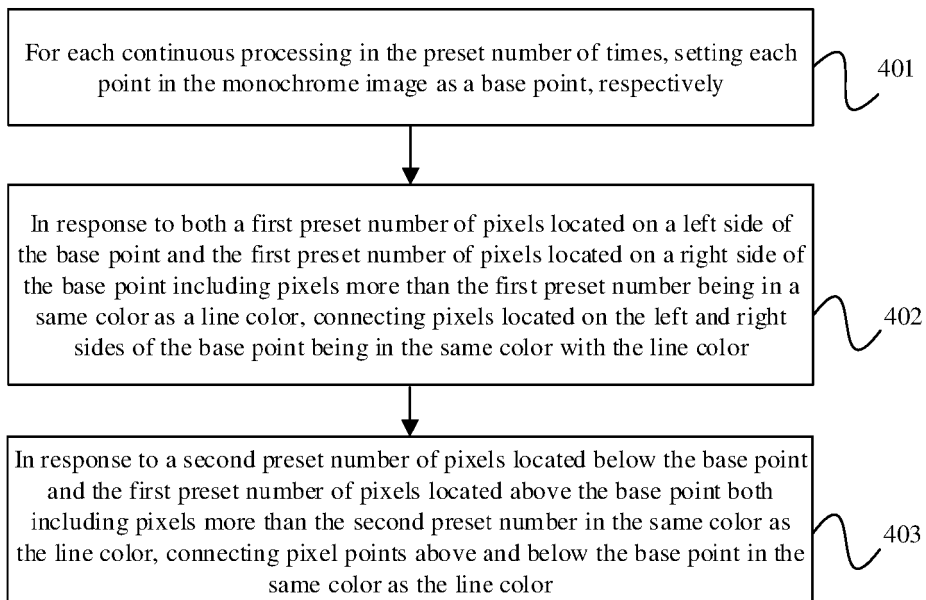 For each continuous processing in the preset number of times, setting each
point in the monochrome image as a base point, respectively
401
In response to both a first preset number of pixels located on a left side of
the base point and the first preset number of pixels located on a right side of
the base point including pixels more than the first preset number being in a
same color as a line color, connecting pixels located on the left and right
sides of the base point being in the same color with the line color
402
In response to a second preset number of pixels located below the base point
and the first preset number of pixels located above the base point both
including pixels more than the second preset number in the same color as
the line color, connecting pixel points above and below the base point in the
same color as the line color
403